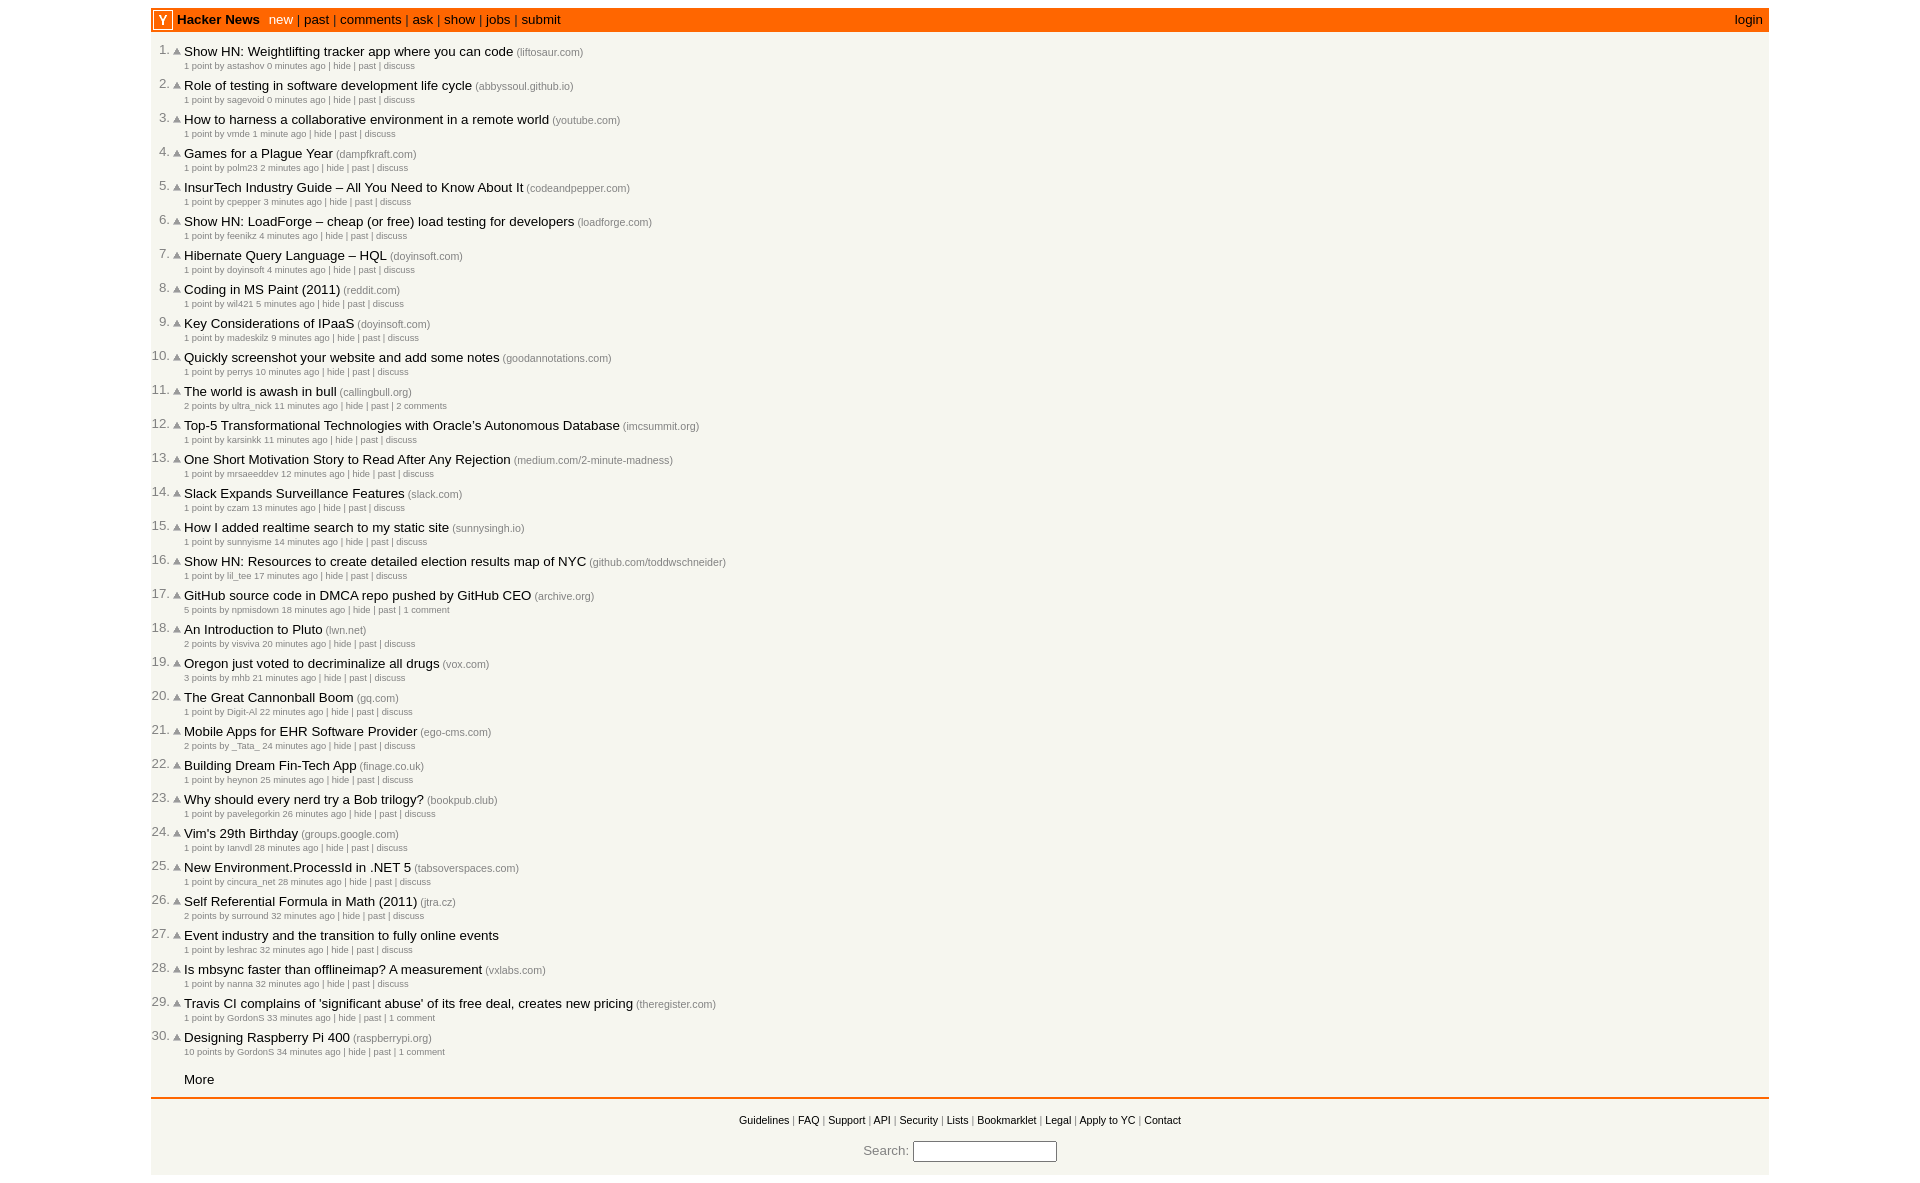 Y Hacker News new | past | comments | ask | show | jobs | submit login
1. Show HN: Weightlifting tracker app where you can code (liftosaur.com)
1 point by astashov 0 minutes ago | hide | past | discuss
2. Role of testing in software development life cycle (abbyssoul.github.io)
1 point by sagevoid 0 minutes ago | hide | past | discuss
3. How to harness a collaborative environment in a remote world (youtube.com)
1 point by vmde 1 minute ago | hide | past | discuss
4. Games for a Plague Year (dampfkraft.com)
1 point by polm23 2 minutes ago | hide | past | discuss
5. InsurTech Industry Guide – All You Need to Know About It (codeandpepper.com)
1 point by cpepper 3 minutes ago | hide | past | discuss
6. Show HN: LoadForge – cheap (or free) load testing for developers (loadforge.com)
1 point by feenikz 4 minutes ago | hide | past | discuss
7. Hibernate Query Language – HQL (doyinsoft.com)
1 point by doyinsoft 4 minutes ago | hide | past | discuss
8. Coding in MS Paint (2011) (reddit.com)
1 point by wil421 5 minutes ago | hide | past | discuss
9. Key Considerations of IPaaS (doyinsoft.com)
1 point by madeskilz 9 minutes ago | hide | past | discuss
10. Quickly screenshot your website and add some notes (goodannotations.com)
1 point by perrys 10 minutes ago | hide | past | discuss
11. The world is awash in bull (callingbull.org)
2 points by ultra_nick 11 minutes ago | hide | past | 2 comments
12. Top-5 Transformational Technologies with Oracle's Autonomous Database (imcsummit.org)
1 point by karsinkk 11 minutes ago | hide | past | discuss
13. One Short Motivation Story to Read After Any Rejection (medium.com/2-minute-madness)
1 point by mrsaeeddev 12 minutes ago | hide | past | discuss
14. Slack Expands Surveillance Features (slack.com)
1 point by czam 13 minutes ago | hide | past | discuss
15. How I added realtime search to my static site (sunnysingh.io)
1 point by sunnyisme 14 minutes ago | hide | past | discuss
16. Show HN: Resources to create detailed election results map of NYC (github.com/toddwschneider)
1 point by lil_tee 17 minutes ago | hide | past | discuss
17. GitHub source code in DMCA repo pushed by GitHub CEO (archive.org)
5 points by npmisdown 18 minutes ago | hide | past | 1 comment
18. An Introduction to Pluto (lwn.net)
2 points by visviva 20 minutes ago | hide | past | discuss
19. Oregon just voted to decriminalize all drugs (vox.com)
3 points by mhb 21 minutes ago | hide | past | discuss
20. The Great Cannonball Boom (gq.com)
1 point by Digit-Al 22 minutes ago | hide | past | discuss
21. Mobile Apps for EHR Software Provider (ego-cms.com)
2 points by _Tata_ 24 minutes ago | hide | past | discuss
22. Building Dream Fin-Tech App (finage.co.uk)
1 point by heynon 25 minutes ago | hide | past | discuss
23. Why should every nerd try a Bob trilogy? (bookpub.club)
1 point by pavelegorkin 26 minutes ago | hide | past | discuss
24. Vim's 29th Birthday (groups.google.com)
1 point by lanvdl 28 minutes ago | hide | past | discuss
25. New Environment.ProcessId in .NET 5 (tabsoverspaces.com)
1 point by cincura_net 28 minutes ago | hide | past | discuss
26. Self Referential Formula in Math (2011) (jtra.cz)
2 points by surround 32 minutes ago | hide | past | discuss
27. Event industry and the transition to fully online events
1 point by leshrac 32 minutes ago | hide | past | discuss
28. Is mbsync faster than offlineimap? A measurement (vxlabs.com)
1 point by nanna 32 minutes ago | hide | past | discuss
29. Travis CI complains of 'significant abuse' of its free deal, creates new pricing (theregister.com)
1 point by GordonS 33 minutes ago | hide | past | 1 comment
30. Designing Raspberry Pi 400 (raspberrypi.org)
10 points by GordonS 34 minutes ago | hide | past | 1 comment
More
Guidelines | FAQ | Support | API | Security | Lists | Bookmarklet | Legal | Apply to YC | Contact
Search: